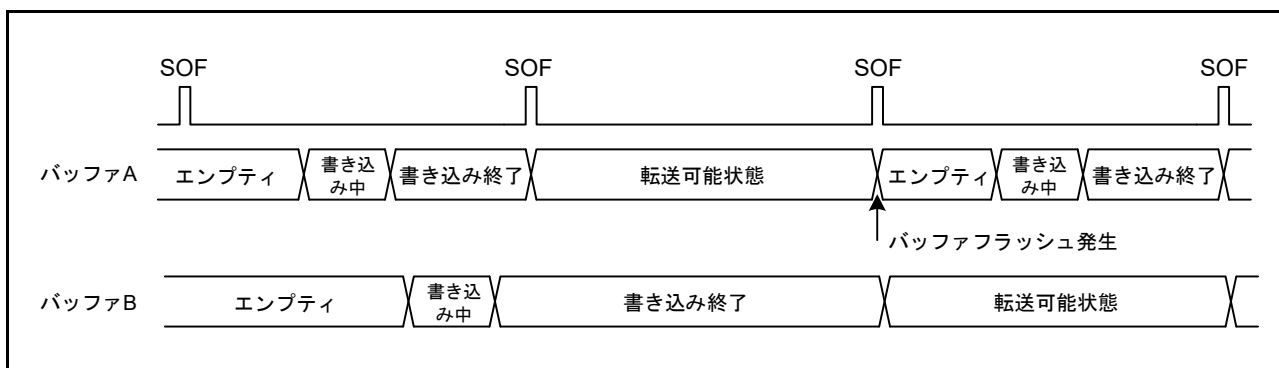 SOF SOF SOF SOF
バッファA エンプティ 書き込み中 書き込み終了 転送可能状態 エンプティ 書き込み中 書き込み終了
バッファフラッシュ発生
バッファB エンプティ 書き込み中 書き込み終了 転送可能状態